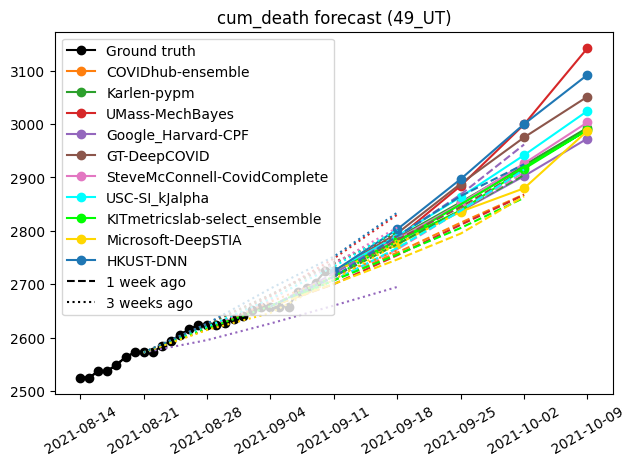 cum_death forecast (49_UT)
3100
3000
2900
2800
2700
2600
2500
Ground truth
COVIDhub-ensemble
Karlen-pypm
UMass-MechBayes
Google_Harvard-CPF
GT-DeepCOVID
SteveMcConnell-CovidComplete
USC-SI_kJalpha
KITmetricslab-select_ensemble
Microsoft-DeepSTIA
HKUST-DNN
1 week ago
3 weeks ago
2021-08-14
2021-08-21
2021-08-28
2021-09-04
2021-09-11
2021-09-18
2021-09-25
2021-10-02
2021-10-09